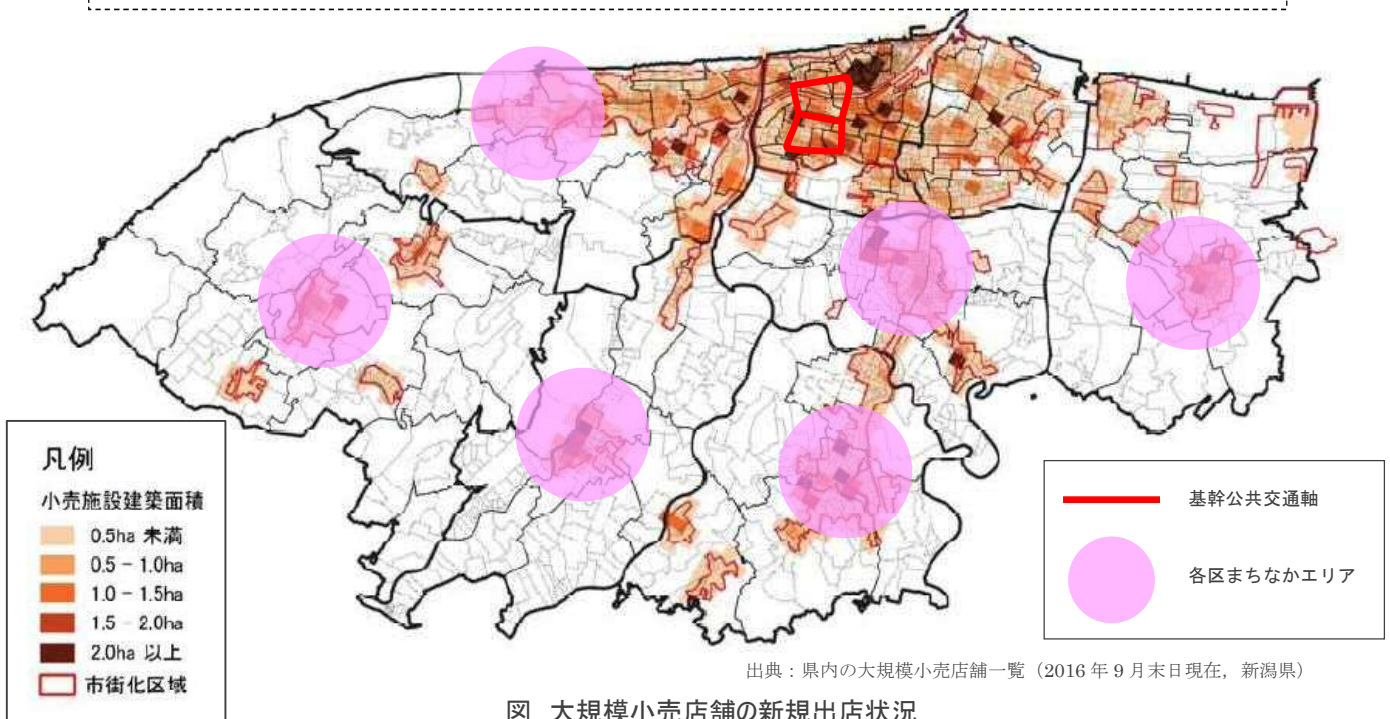 凡例
小売施設建築面積
0.5ha 未満
0.5 - 1.0ha
1.0 - 1.5ha
1.5 - 2.0ha
2.0ha 以上
市街化区域
基幹公共交通軸
各区まちなかエリア
出典：県内の大規模小売店舗一覧（2016 年 9 月末日現在，新潟県）
図 大規模小売店舗の新規出店状況